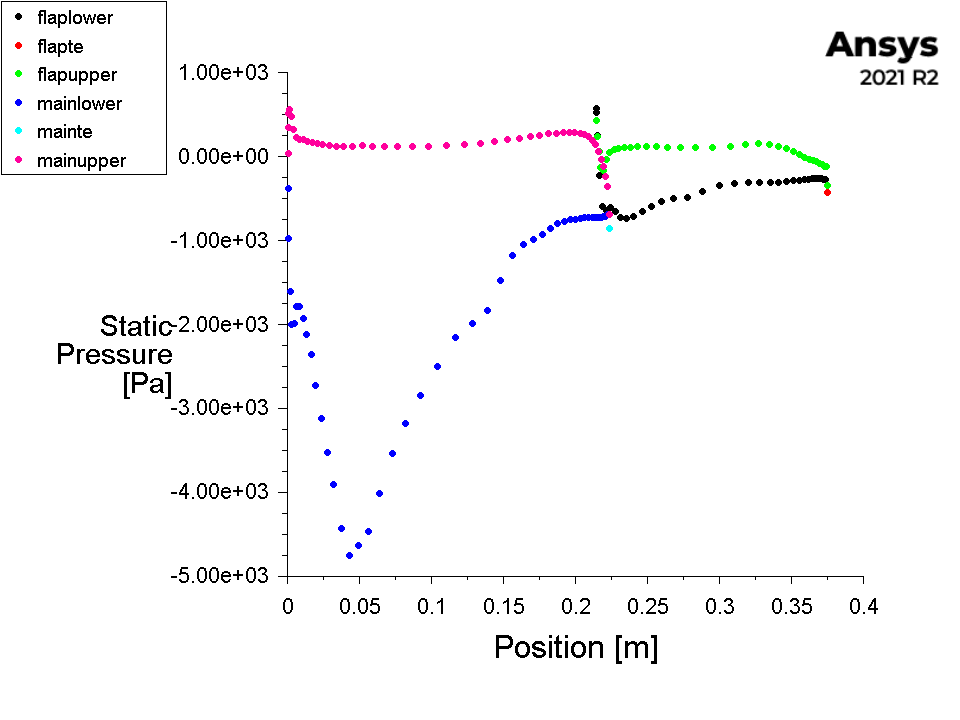 flaplower
flapte
flapupper
mainlower
mainte
mainupper
Ansys
2021 R2
1.00e+03
0.00e+00
-1.00e+03
-2.00e+03
-3.00e+03
-4.00e+03
-5.00e+03
Static
Pressure
[Pa]
0 0.05 0.1 0.15 0.2 0.25 0.3 0.35 0.4
Position [m]